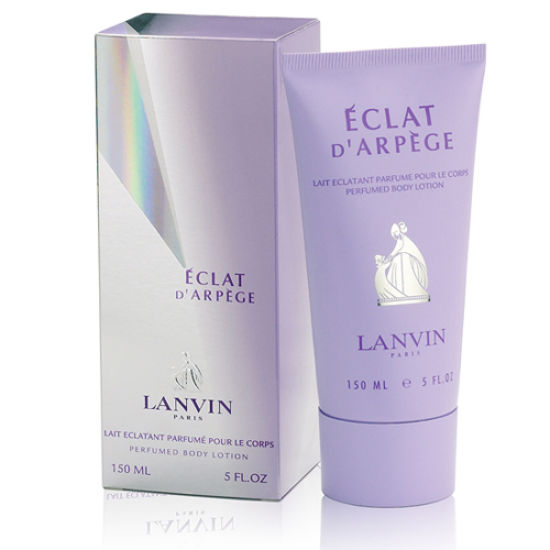 ÉCLAT
D'ARPÈGE
LANVIN
PARIS
LAIT ECLATANT PARFUMÉ POUR LE CORPS
PERFUMED BODY LOTION
150 ML 5 FL.OZ
ÉCLAT
D'ARPÈGE
LAIT ECLATANT PARFUME POUR LE CORPS
PERFUMED BODY LOTION
LANVIN
PARIS
150 ML e 5 FL.OZ